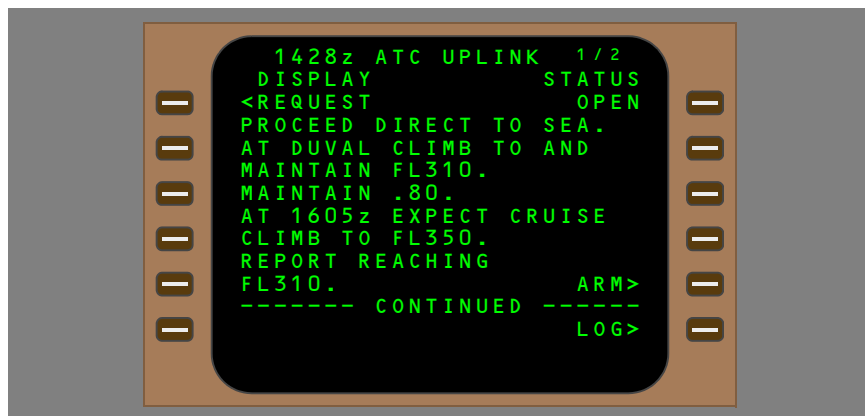 1428z ATC UPLINK 1/2
DISPLAY STATUS
<REQUEST OPEN
PROCEED DIRECT TO SEA.
AT DUVAL CLIMB TO AND
MAINTAIN FL310.
MAINTAIN .80.
AT 1605z EXPECT CRUISE
CLIMB TO FL350.
REPORT REACHING
FL310. ARM>
------- CONTINUED ------
LOG>